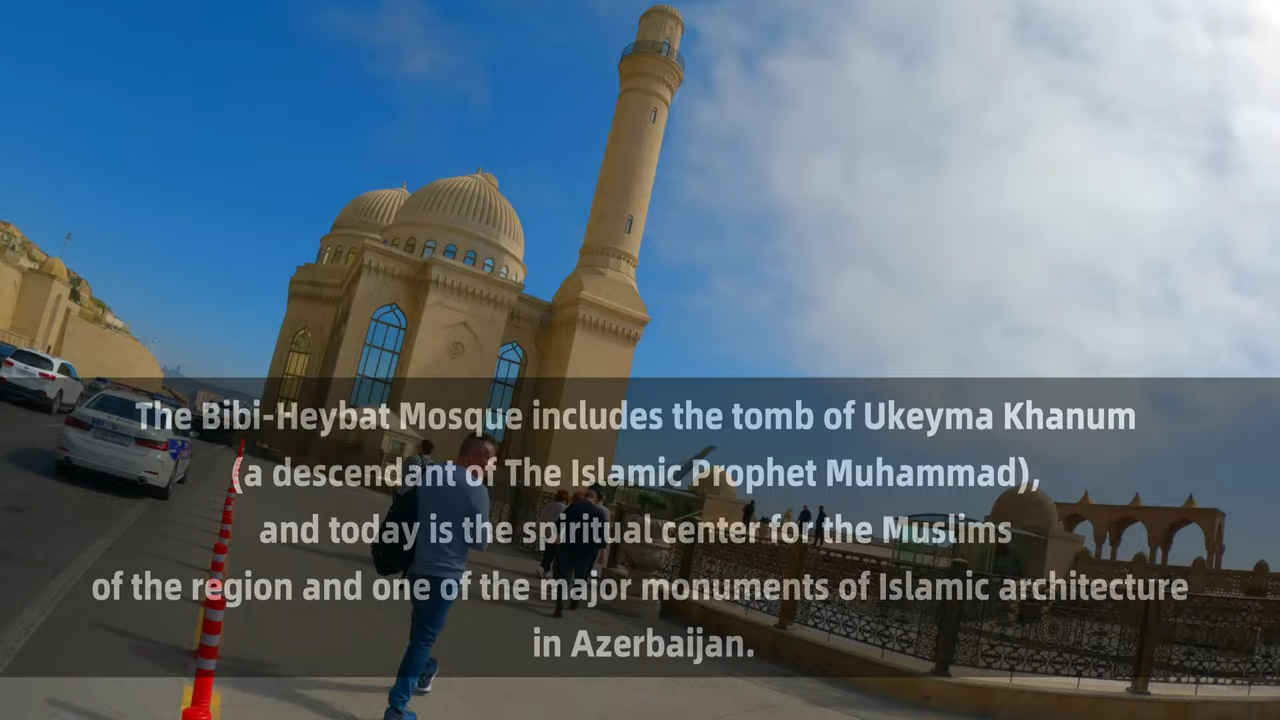 The Bibi-Heybat Mosque includes the tomb of Ukeyma Khanum
(a descendant of The Islamic Prophet Muhammad),
and today is the spiritual center for the Muslims
of the region and one of the major monuments of Islamic architecture
in Azerbaijan.